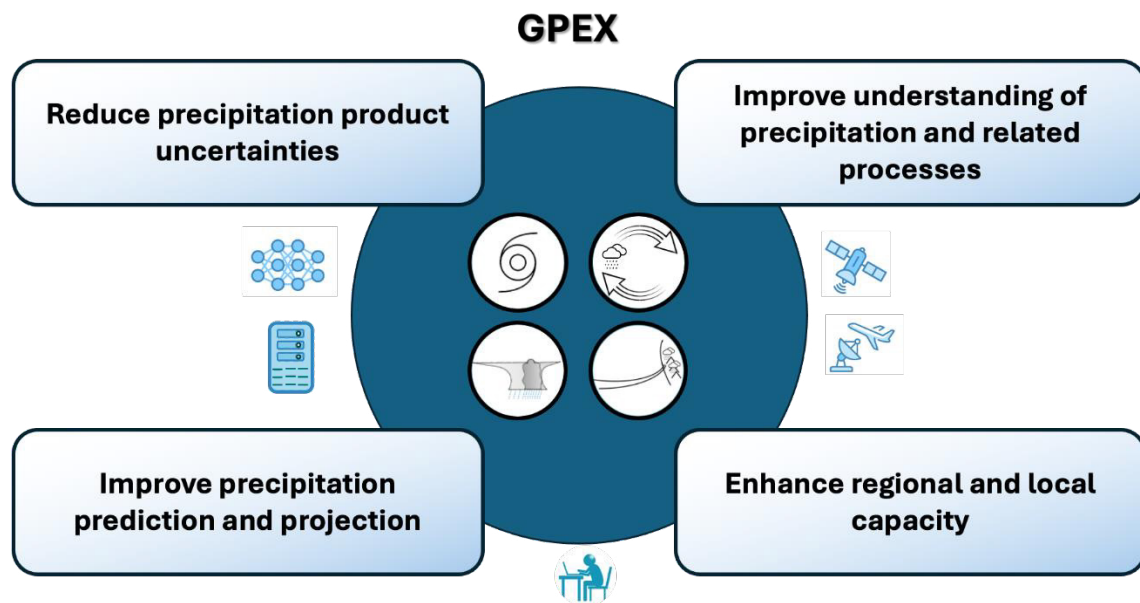 GPEX
Reduce precipitation product
uncertainties
Improve understanding of
precipitation and related
processes
Improve precipitation
prediction and projection
Enhance regional and local
capacity